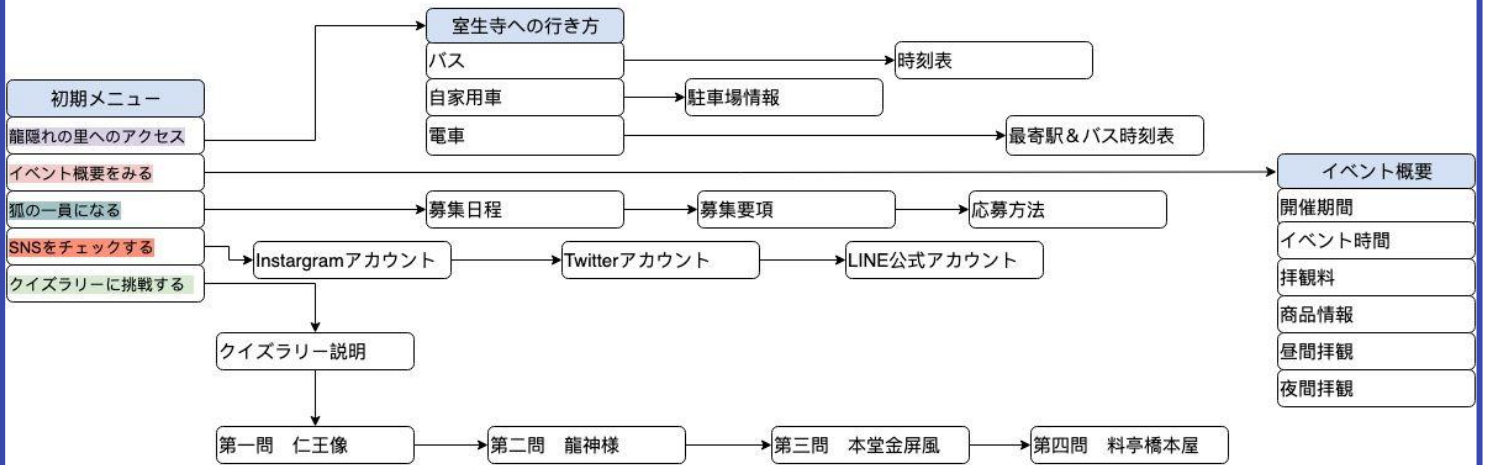 初期メニュー
龍隠れの里へのアクセス
イベント概要をみる
狐の一員になる
SNSをチェックする
クイズラリーに挑戦する
室生寺への行き方
バス
自家用車
電車
時刻表
駐車場情報
最寄駅＆バス時刻表
イベント概要
開催期間
イベント時間
拝観料
商品情報
昼間拝観
夜間拝観
募集日程
募集要項
応募方法
Instargramアカウント
Twitterアカウント
LINE公式アカウント
クイズラリー説明
第一問　仁王像
第二問　龍神様
第三問　本堂金屏風
第四問　料亭橋本屋